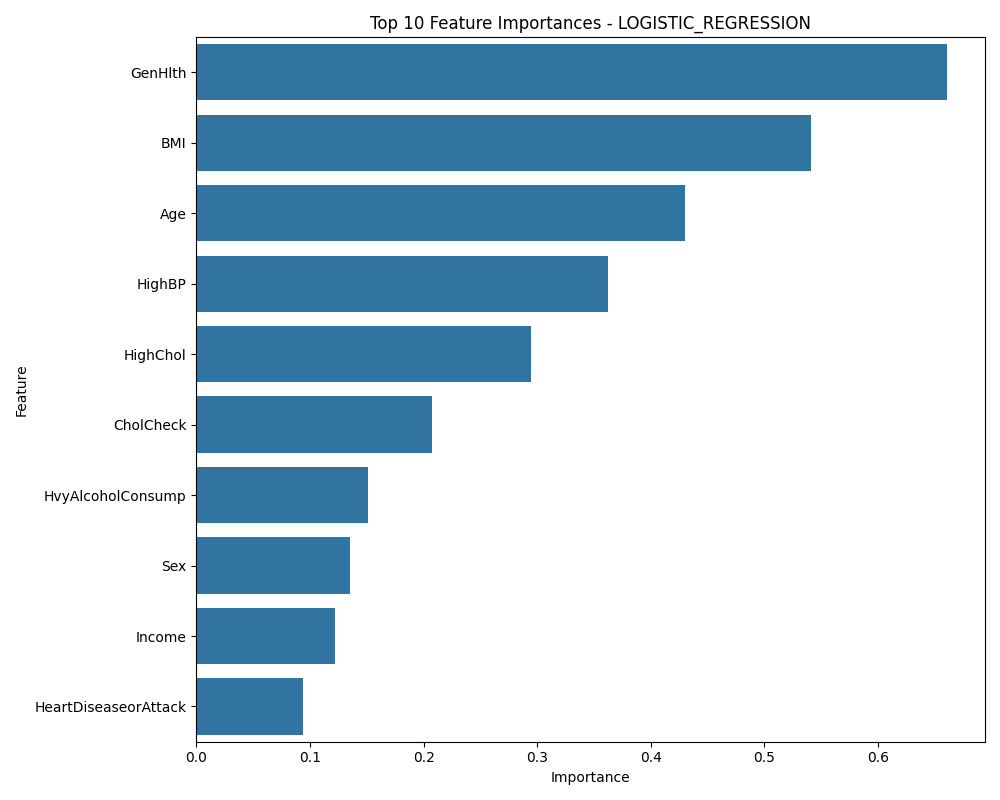 Top 10 Feature Importances - LOGISTIC_REGRESSION
GenHlth
BMI
Age
HighBP
HighChol
CholCheck
HvyAlcoholConsump
Sex
Income
HeartDiseaseorAttack
Feature
0.0 0.1 0.2 0.3 0.4 0.5 0.6
Importance